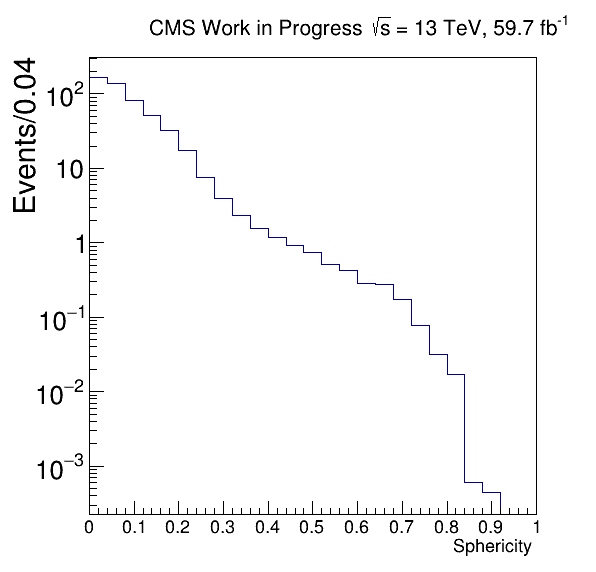 CMS Work in Progress √s = 13 TeV, 59.7 fb⁻¹
Events/0.04
10²
10
1
10⁻¹
10⁻²
10⁻³
0 0.1 0.2 0.3 0.4 0.5 0.6 0.7 0.8 0.9 1
Sphericity